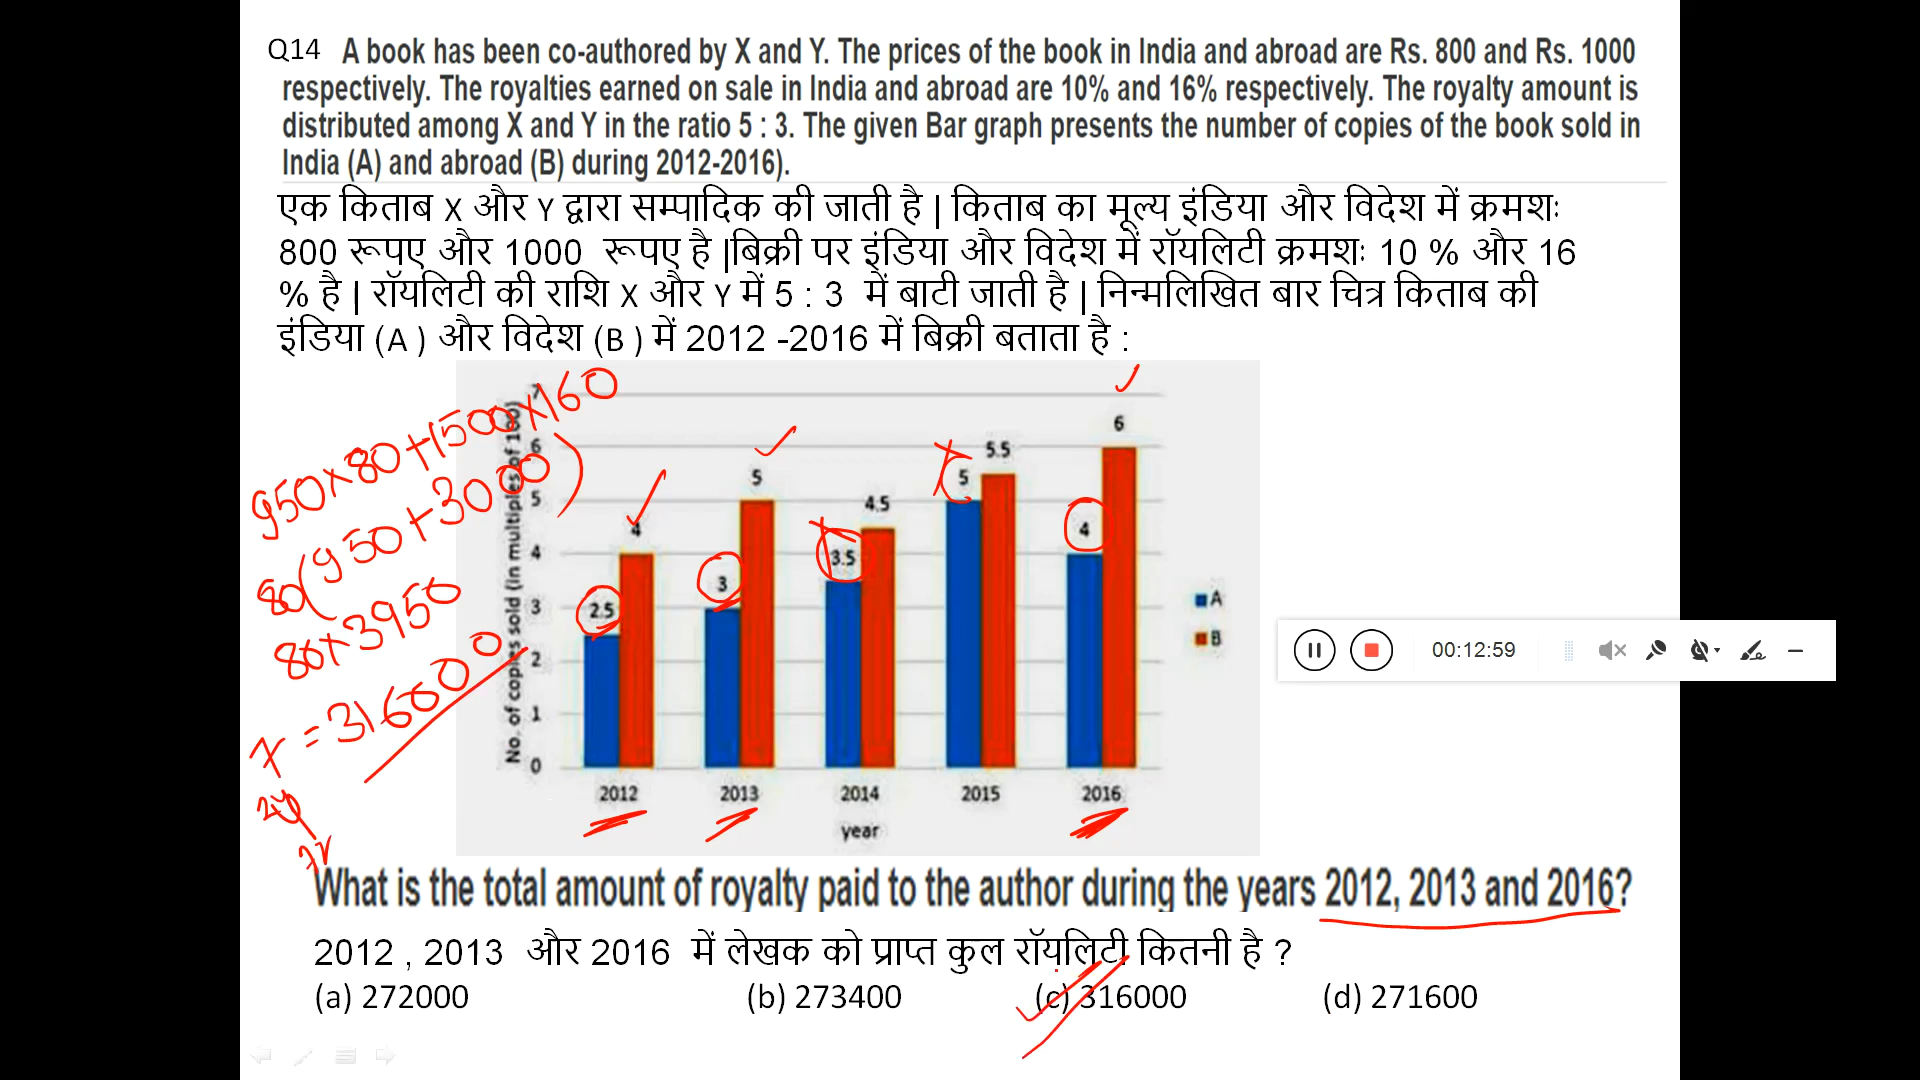 Q14 A book has been co-authored by X and Y. The prices of the book in India and abroad are Rs. 800 and Rs. 1000
respectively. The royalties earned on sale in India and abroad are 10% and 16% respectively. The royalty amount is
distributed among X and Y in the ratio 5 : 3. The given Bar graph presents the number of copies of the book sold in
India (A) and abroad (B) during 2012-2016).
एक किताब X और Y द्वारा सम्पादिक की जाती है | किताब का मूल्य इंडिया और विदेश में क्रमशः
800 रूपए और 1000 रूपए है |बिक्री पर इंडिया और विदेश में रॉयलिटी क्रमशः 10 % और 16
% है | रॉयलिटी की राशि X और Y में 5 : 3 में बाटी जाती है | निन्मलिखित बार चित्र किताब की
इंडिया (A ) और विदेश (B ) में 2012 -2016 में बिक्री बताता है :
950×80+1500×160
80(950+3000)
80×3950
= 316000
No. of copies sold (in multiples of 100)
7
6
5
4
3
2
1
0
2.5 4
3 5
3.5 4.5
5 5.5
4 6
2012 2013 2014 2015 2016
year
A
B
00:12:59
What is the total amount of royalty paid to the author during the years 2012, 2013 and 2016?
2012 , 2013 और 2016 में लेखक को प्राप्त कुल रॉयलिटी कितनी है ?
(a) 272000 (b) 273400 (c) 316000 (d) 271600